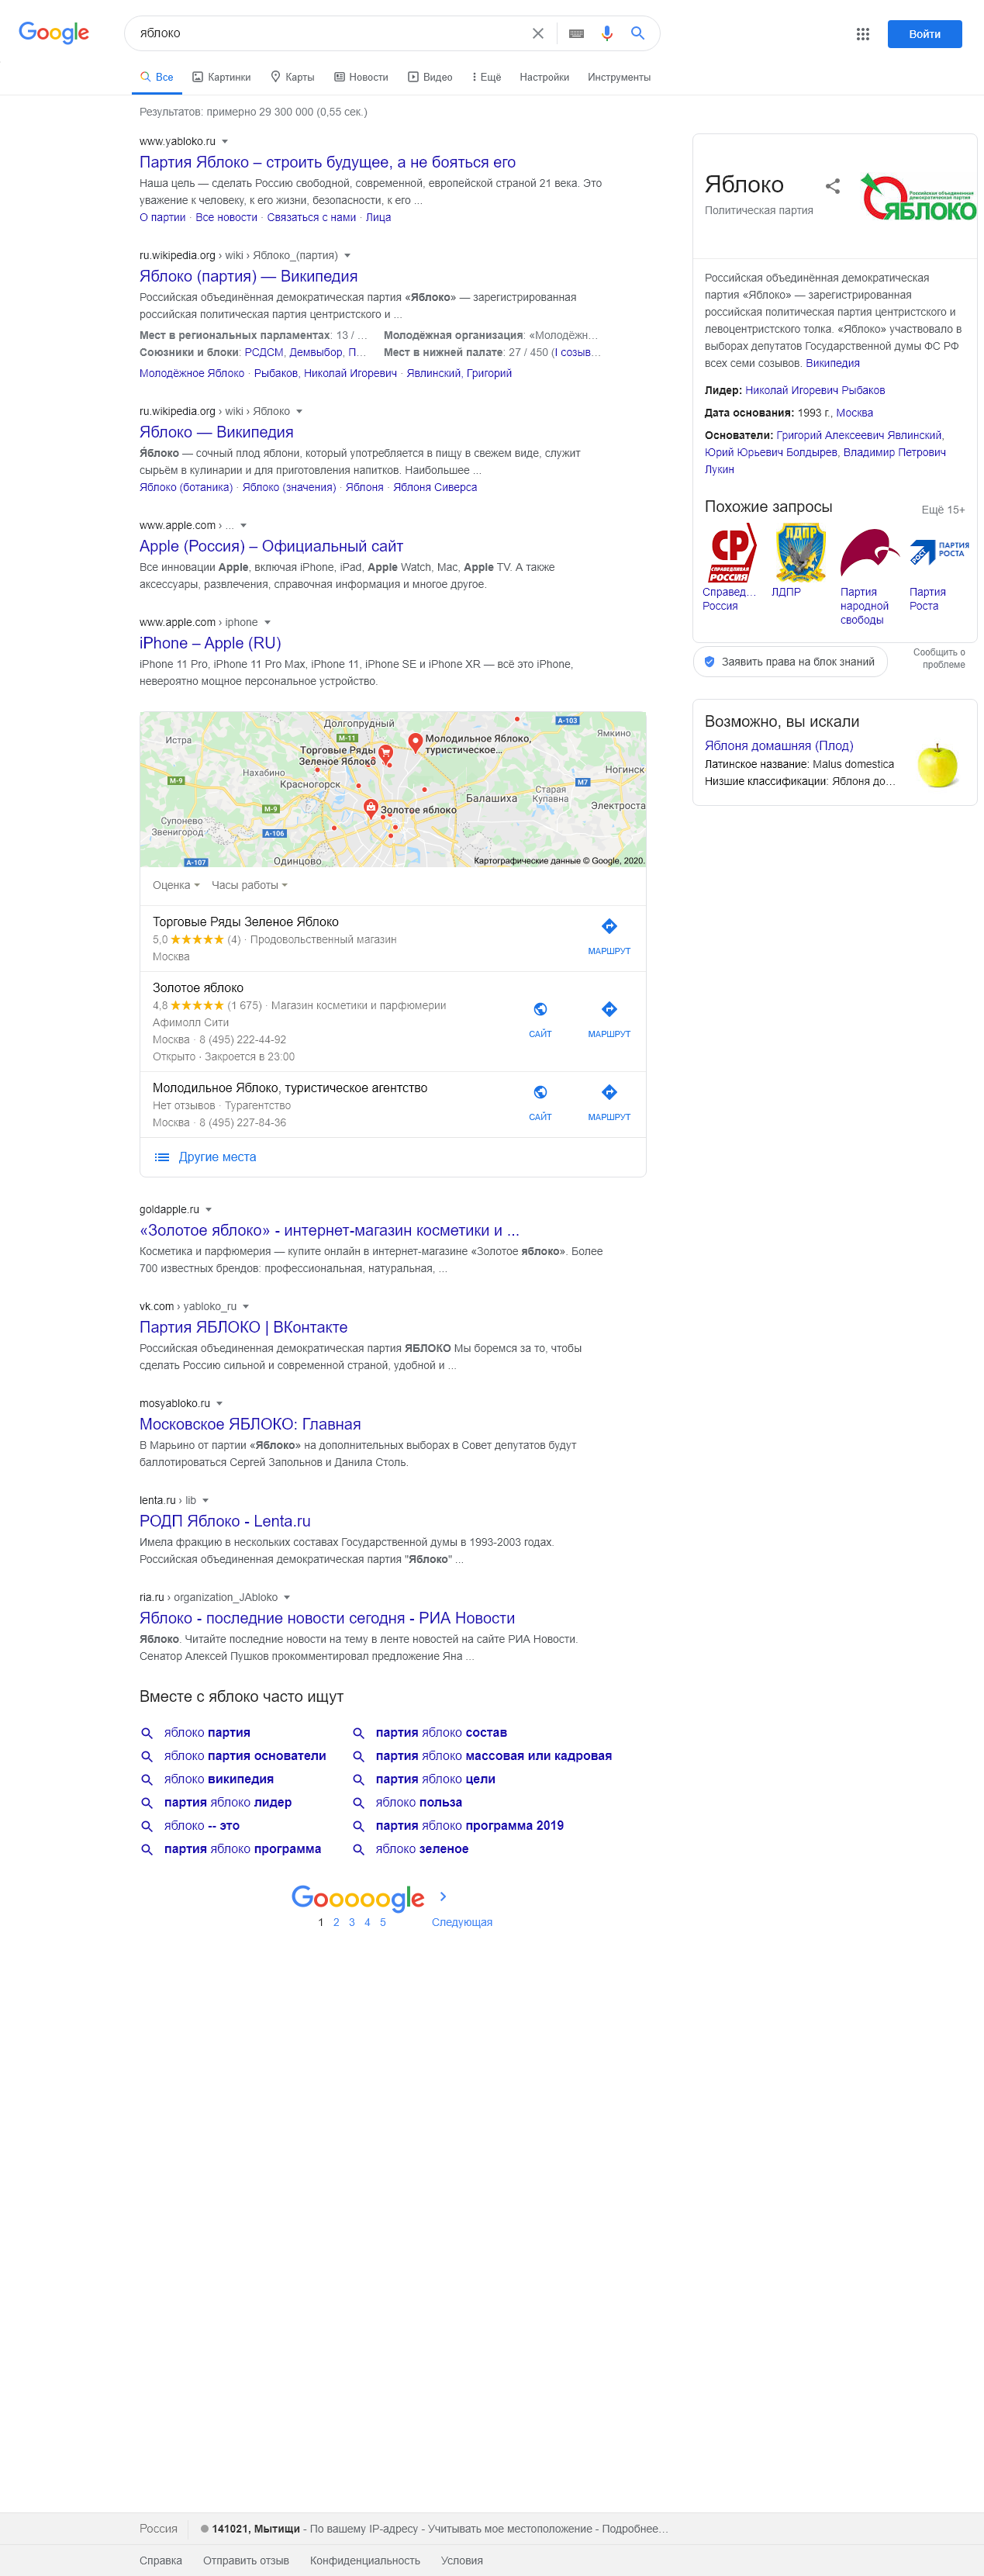 Google
яблоко
Войти
Все
Картинки
Карты
Новости
Видео
Ещё
Настройки
Инструменты
Результатов: примерно 29 300 000 (0,55 сек.)
www.yabloko.ru
Партия Яблоко – строить будущее, а не бояться его
Наша цель — сделать Россию свободной, современной, европейской страной 21 века. Это
уважение к человеку, к его жизни, безопасности, к его ...
О партии · Все новости · Связаться с нами · Лица
ru.wikipedia.org › wiki › Яблоко_(партия)
Яблоко (партия) — Википедия
Российская объединённая демократическая партия «Яблоко» — зарегистрированная
российская политическая партия центристского и ...
Мест в региональных парламентах: 13 / ...
Молодёжная организация: «Молодёжн...
Союзники и блоки: РСДСМ, Демвыбор, П...
Мест в нижней палате: 27 / 450 (I созыв...
Молодёжное Яблоко · Рыбаков, Николай Игоревич · Явлинский, Григорий
ru.wikipedia.org › wiki › Яблоко
Яблоко — Википедия
Я́блоко — сочный плод яблони, который употребляется в пищу в свежем виде, служит
сырьём в кулинарии и для приготовления напитков. Наибольшее ...
Яблоко (ботаника) · Яблоко (значения) · Яблоня · Яблоня Сиверса
www.apple.com › ...
Apple (Россия) – Официальный сайт
Все инновации Apple, включая iPhone, iPad, Apple Watch, Mac, Apple TV. А также
аксессуары, развлечения, справочная информация и многое другое.
www.apple.com › iphone
iPhone – Apple (RU)
iPhone 11 Pro, iPhone 11 Pro Max, iPhone 11, iPhone SE и iPhone XR — всё это iPhone,
невероятно мощное персональное устройство.
Долгопрудный
А-103
Истра
М-11
Молодильное Яблоко,
туристическое...
Ямкино
Торговые Ряды
Зеленое Яблоко
Нахабино
Красногорск
Ногинск
М-9
М7
Балашиха
Старая
Купавна
Электроста
М-9
Золотое яблоко
Супонево
Звенигород
А-106
А-107
Одинцово
Картографические данные © Google, 2020.
Оценка
Часы работы
Торговые Ряды Зеленое Яблоко
5,0 (4) · Продовольственный магазин
Москва
МАРШРУТ
Золотое яблоко
4,8 (1 675) · Магазин косметики и парфюмерии
Афимолл Сити
Москва · 8 (495) 222-44-92
Открыто · Закроется в 23:00
САЙТ
МАРШРУТ
Молодильное Яблоко, туристическое агентство
Нет отзывов · Турагентство
Москва · 8 (495) 227-84-36
САЙТ
МАРШРУТ
Другие места
goldapple.ru
«Золотое яблоко» - интернет-магазин косметики и ...
Косметика и парфюмерия — купите онлайн в интернет-магазине «Золотое яблоко». Более
700 известных брендов: профессиональная, натуральная, ...
vk.com › yabloko_ru
Партия ЯБЛОКО | ВКонтакте
Российская объединенная демократическая партия ЯБЛОКО Мы боремся за то, чтобы
сделать Россию сильной и современной страной, удобной и ...
mosyabloko.ru
Московское ЯБЛОКО: Главная
В Марьино от партии «Яблоко» на дополнительных выборах в Совет депутатов будут
баллотироваться Сергей Запольнов и Данила Столь.
lenta.ru › lib
РОДП Яблоко - Lenta.ru
Имела фракцию в нескольких составах Государственной думы в 1993-2003 годах.
Российская объединенная демократическая партия "Яблоко" ...
ria.ru › organization_JAbloko
Яблоко - последние новости сегодня - РИА Новости
Яблоко. Читайте последние новости на тему в ленте новостей на сайте РИА Новости.
Сенатор Алексей Пушков прокомментировал предложение Яна ...
Вместе с яблоко часто ищут
яблоко партия
яблоко партия основатели
яблоко википедия
партия яблоко лидер
яблоко -- это
партия яблоко программа
партия яблоко состав
партия яблоко массовая или кадровая
партия яблоко цели
яблоко польза
партия яблоко программа 2019
яблоко зеленое
Gooooogle
1 2 3 4 5
Следующая
Яблоко
Политическая партия
Российская объединённая
демократическая партия
ЯБЛОКО
Российская объединённая демократическая
партия «Яблоко» — зарегистрированная
российская политическая партия центристского и
левоцентристского толка. «Яблоко» участвовало в
выборах депутатов Государственной думы ФС РФ
всех семи созывов. Википедия
Лидер: Николай Игоревич Рыбаков
Дата основания: 1993 г., Москва
Основатели: Григорий Алексеевич Явлинский,
Юрий Юрьевич Болдырев, Владимир Петрович
Лукин
Похожие запросы
Ещё 15+
СР
СПРАВЕДЛИВАЯ
РОССИЯ
ЛДПР
ПАРТИЯ
РОСТА
Справед...
Россия
ЛДПР
Партия
народной
свободы
Партия
Роста
Заявить права на блок знаний
Сообщить о
проблеме
Возможно, вы искали
Яблоня домашняя (Плод)
Латинское название: Malus domestica
Низшие классификации: Яблоня до...
Россия
141021, Мытищи - По вашему IP-адресу - Учитывать мое местоположение - Подробнее...
Справка
Отправить отзыв
Конфиденциальность
Условия